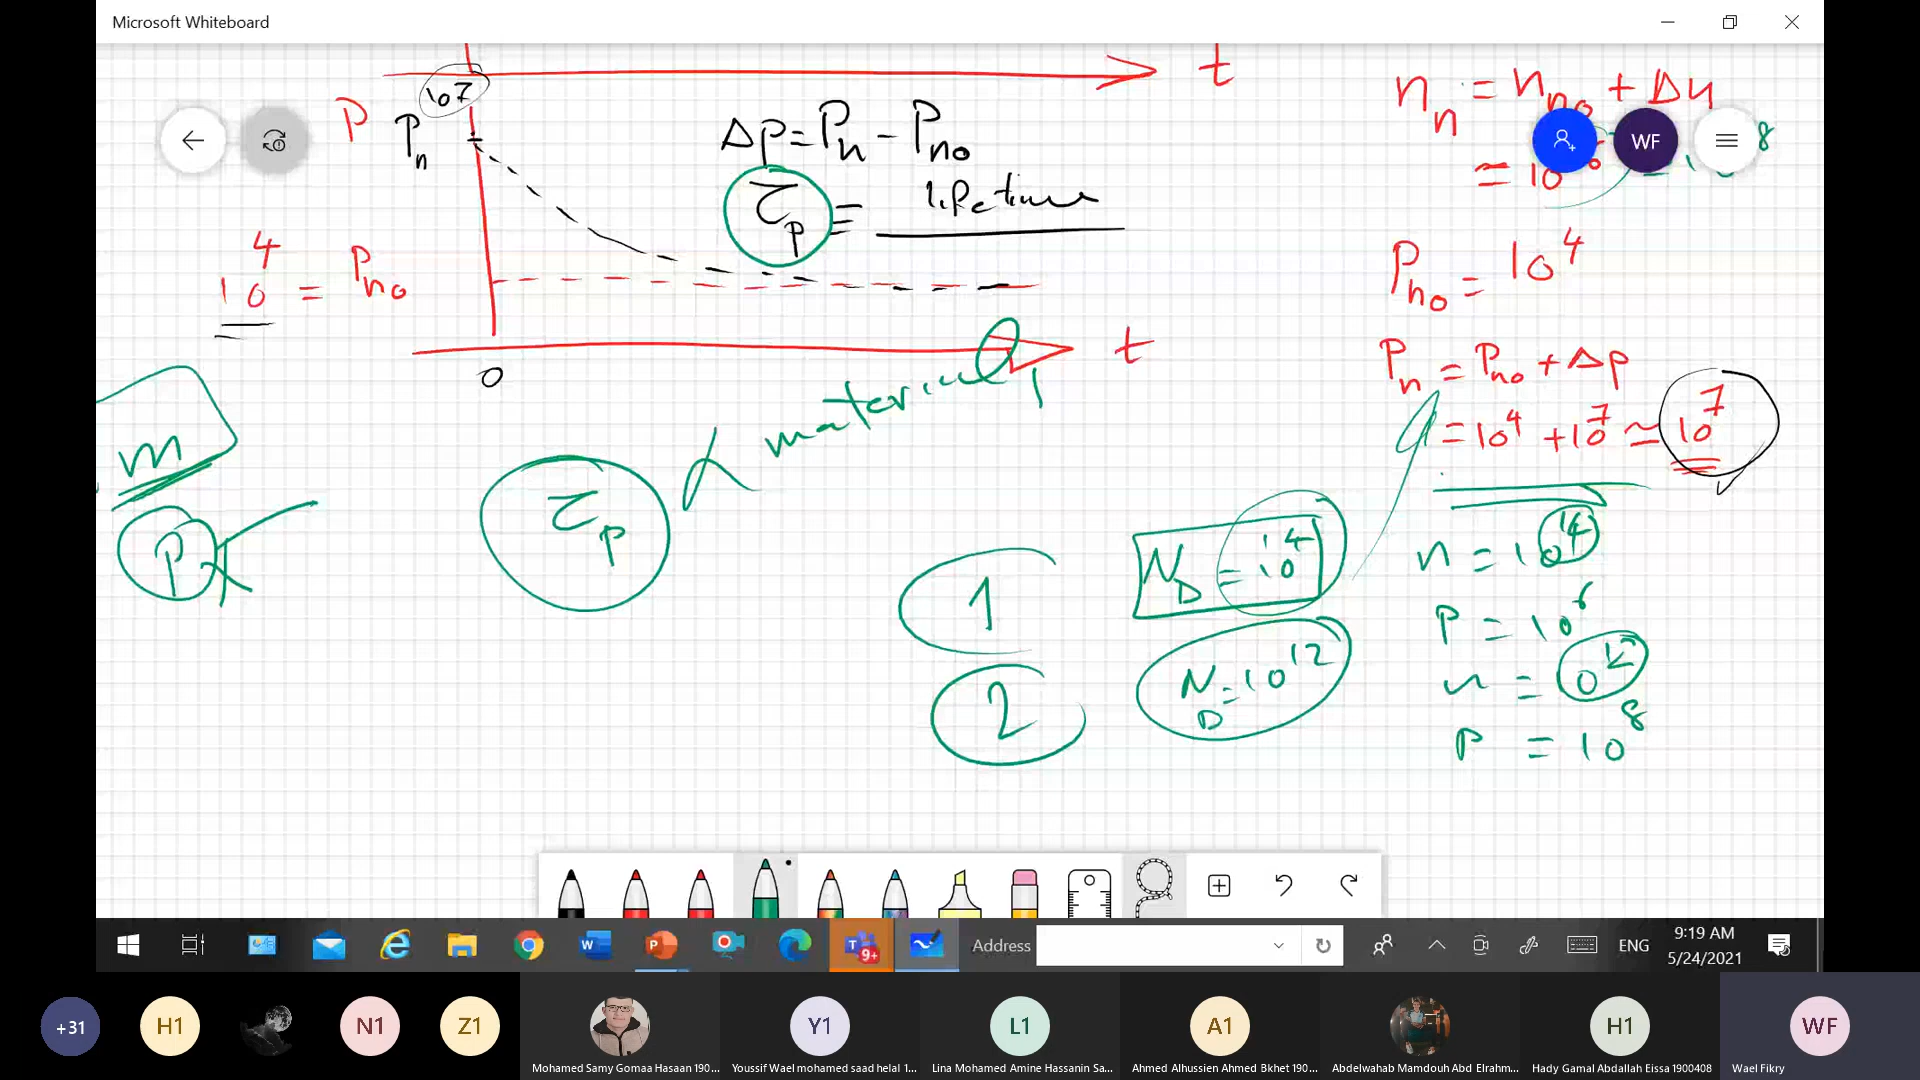 Microsoft Whiteboard
t
10⁷
P
Pn
Δp = Pn - Pno
τp ≡ lifetime
10⁴ = Pno
t
0
nn = nno + Δn
WF
8
Pno = 10⁴
Pn = Pno + Δp
= 10⁴ + 10⁷ ≃ 10⁷
m
P
τp
α material
1
ND = 10¹⁴
2
ND = 10¹²
n = 10¹⁴
P = 10⁶
P = 10⁸
Address
9+
ENG
9:19 AM
5/24/2021
+31
H1
N1
Z1
Y1
L1
A1
H1
WF
Mohamed Samy Gomaa Hasaan 190...
Youssif Wael mohamed saad helal 1...
Lina Mohamed Amine Hassanin Sa...
Ahmed Alhussien Ahmed Bkhet 190...
Abdelwahab Mamdouh Abd Elrahm...
Hady Gamal Abdallah Eissa 1900408
Wael Fikry